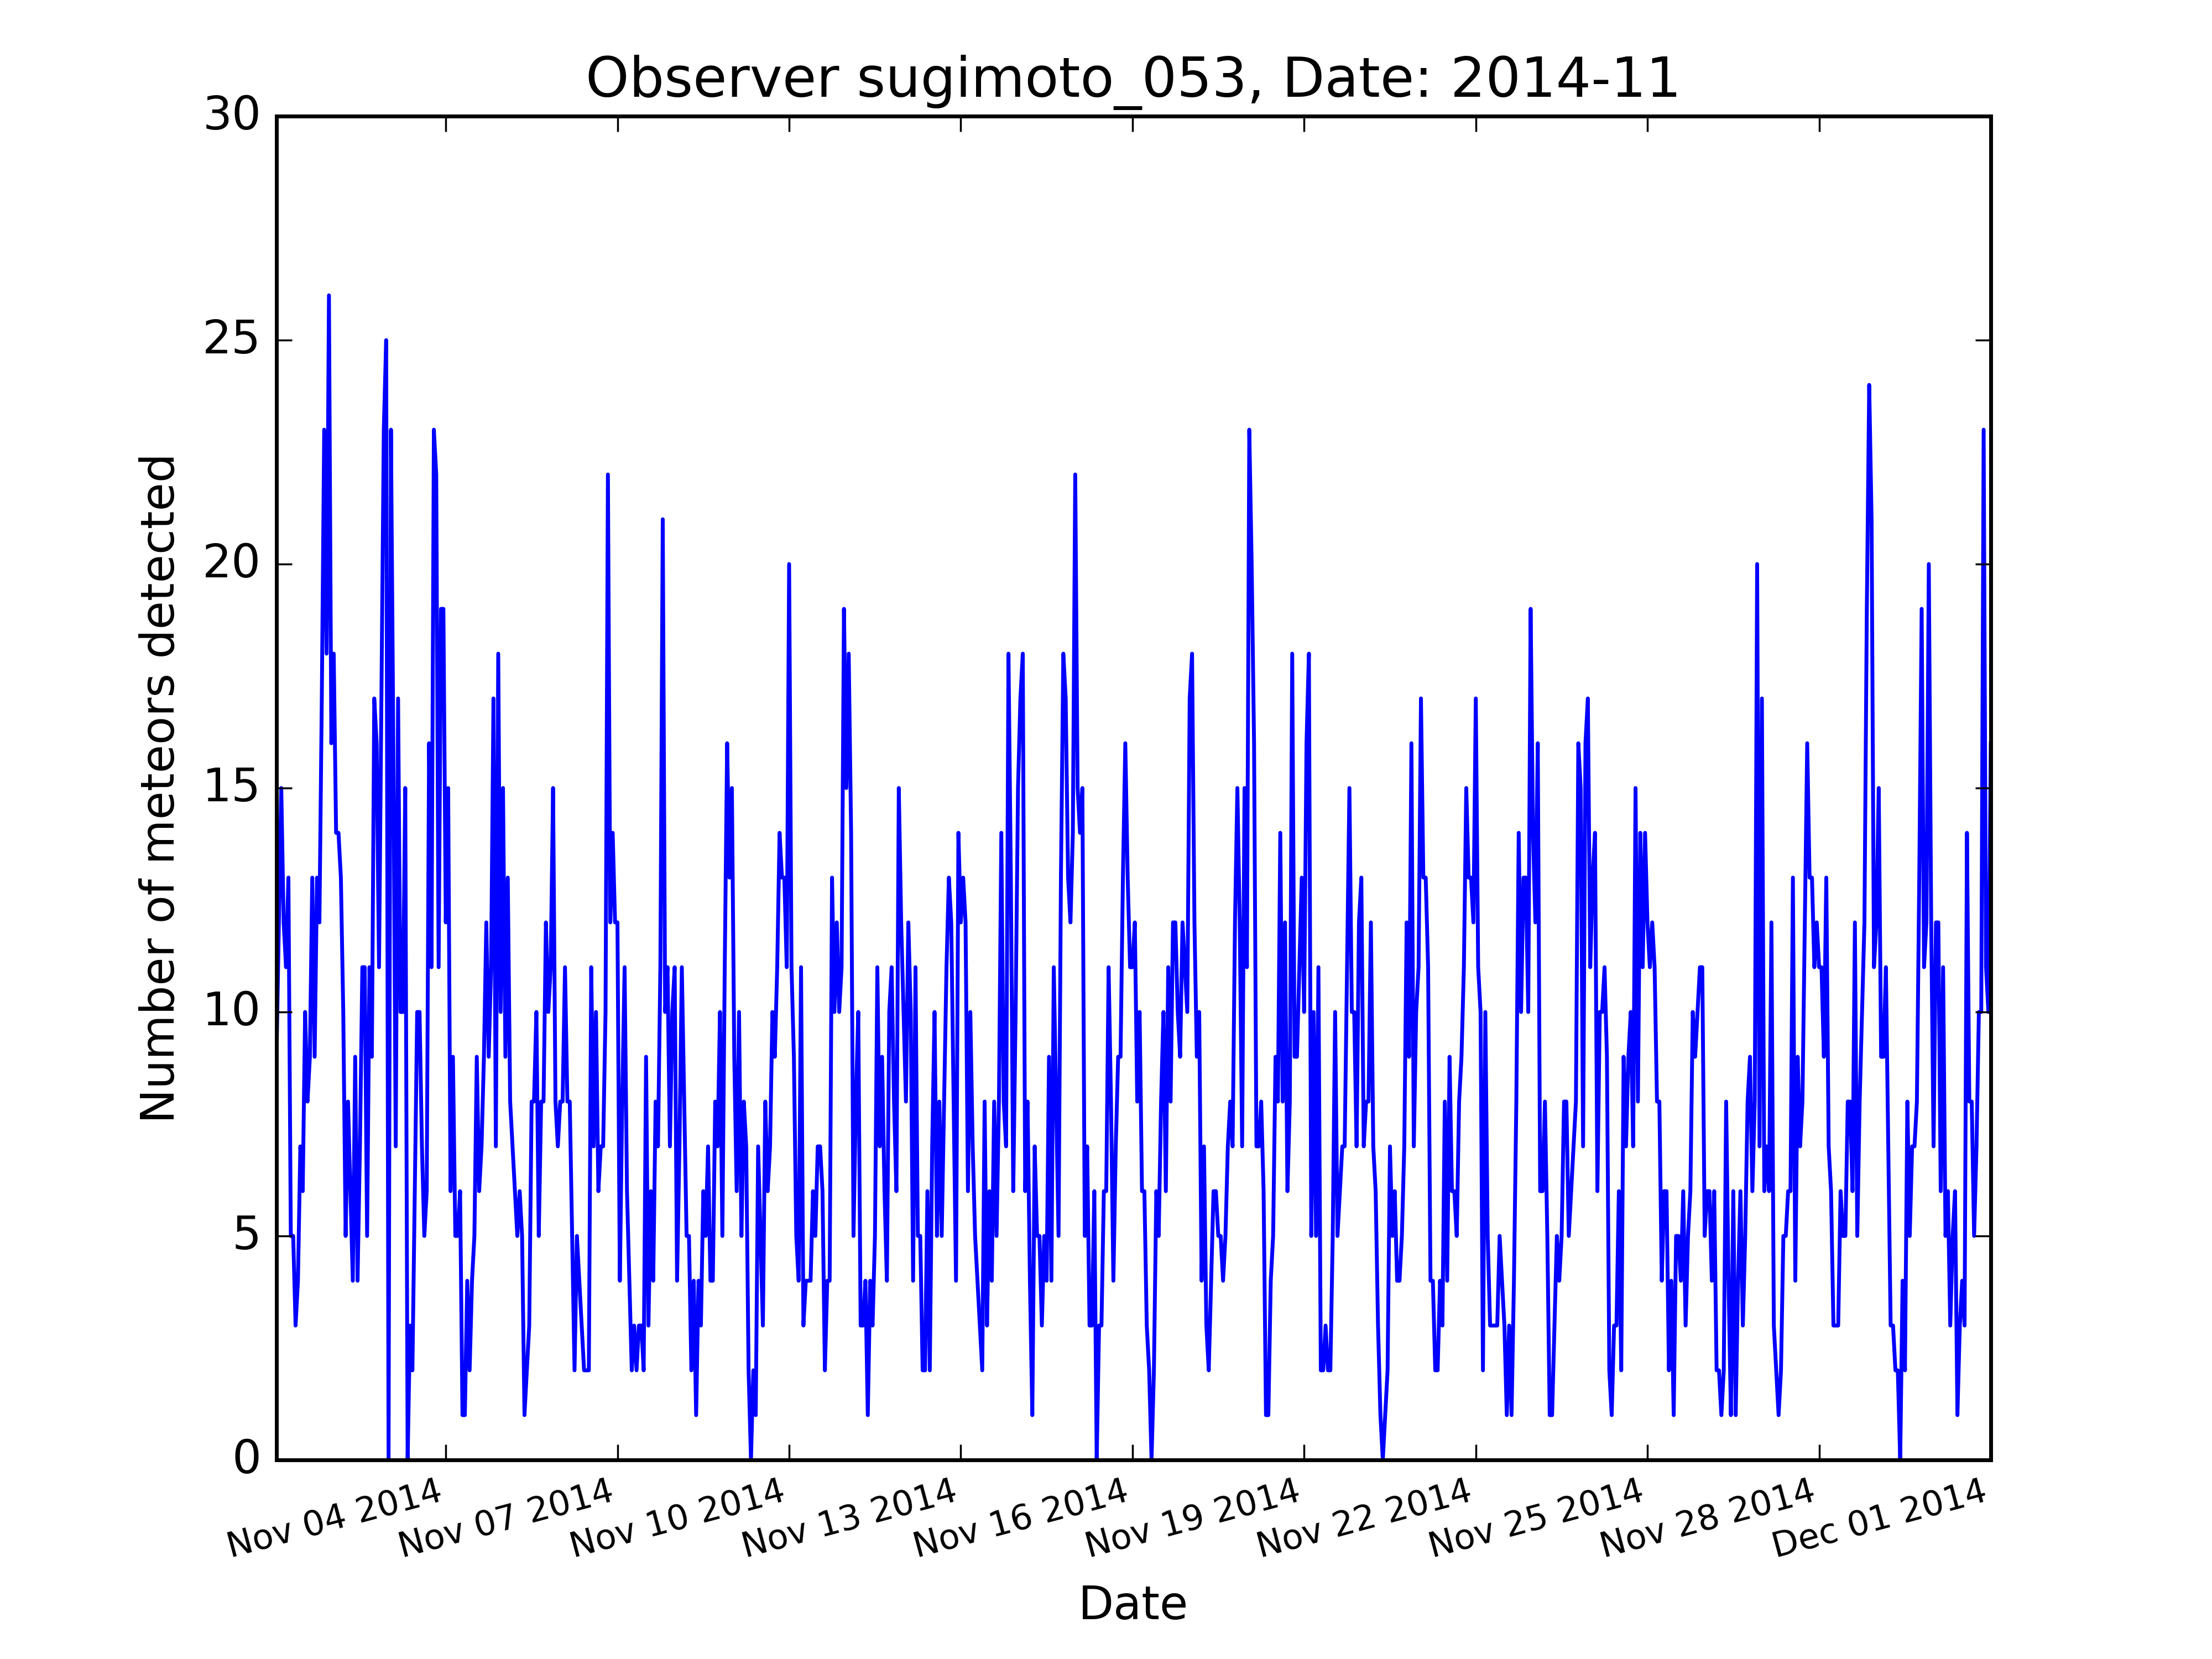 Observer sugimoto_053, Date: 2014-11
30
25
20
15
10
5
0
Number of meteors detected
Nov 04 2014
Nov 07 2014
Nov 10 2014
Nov 13 2014
Nov 16 2014
Nov 19 2014
Nov 22 2014
Nov 25 2014
Nov 28 2014
Dec 01 2014
Date